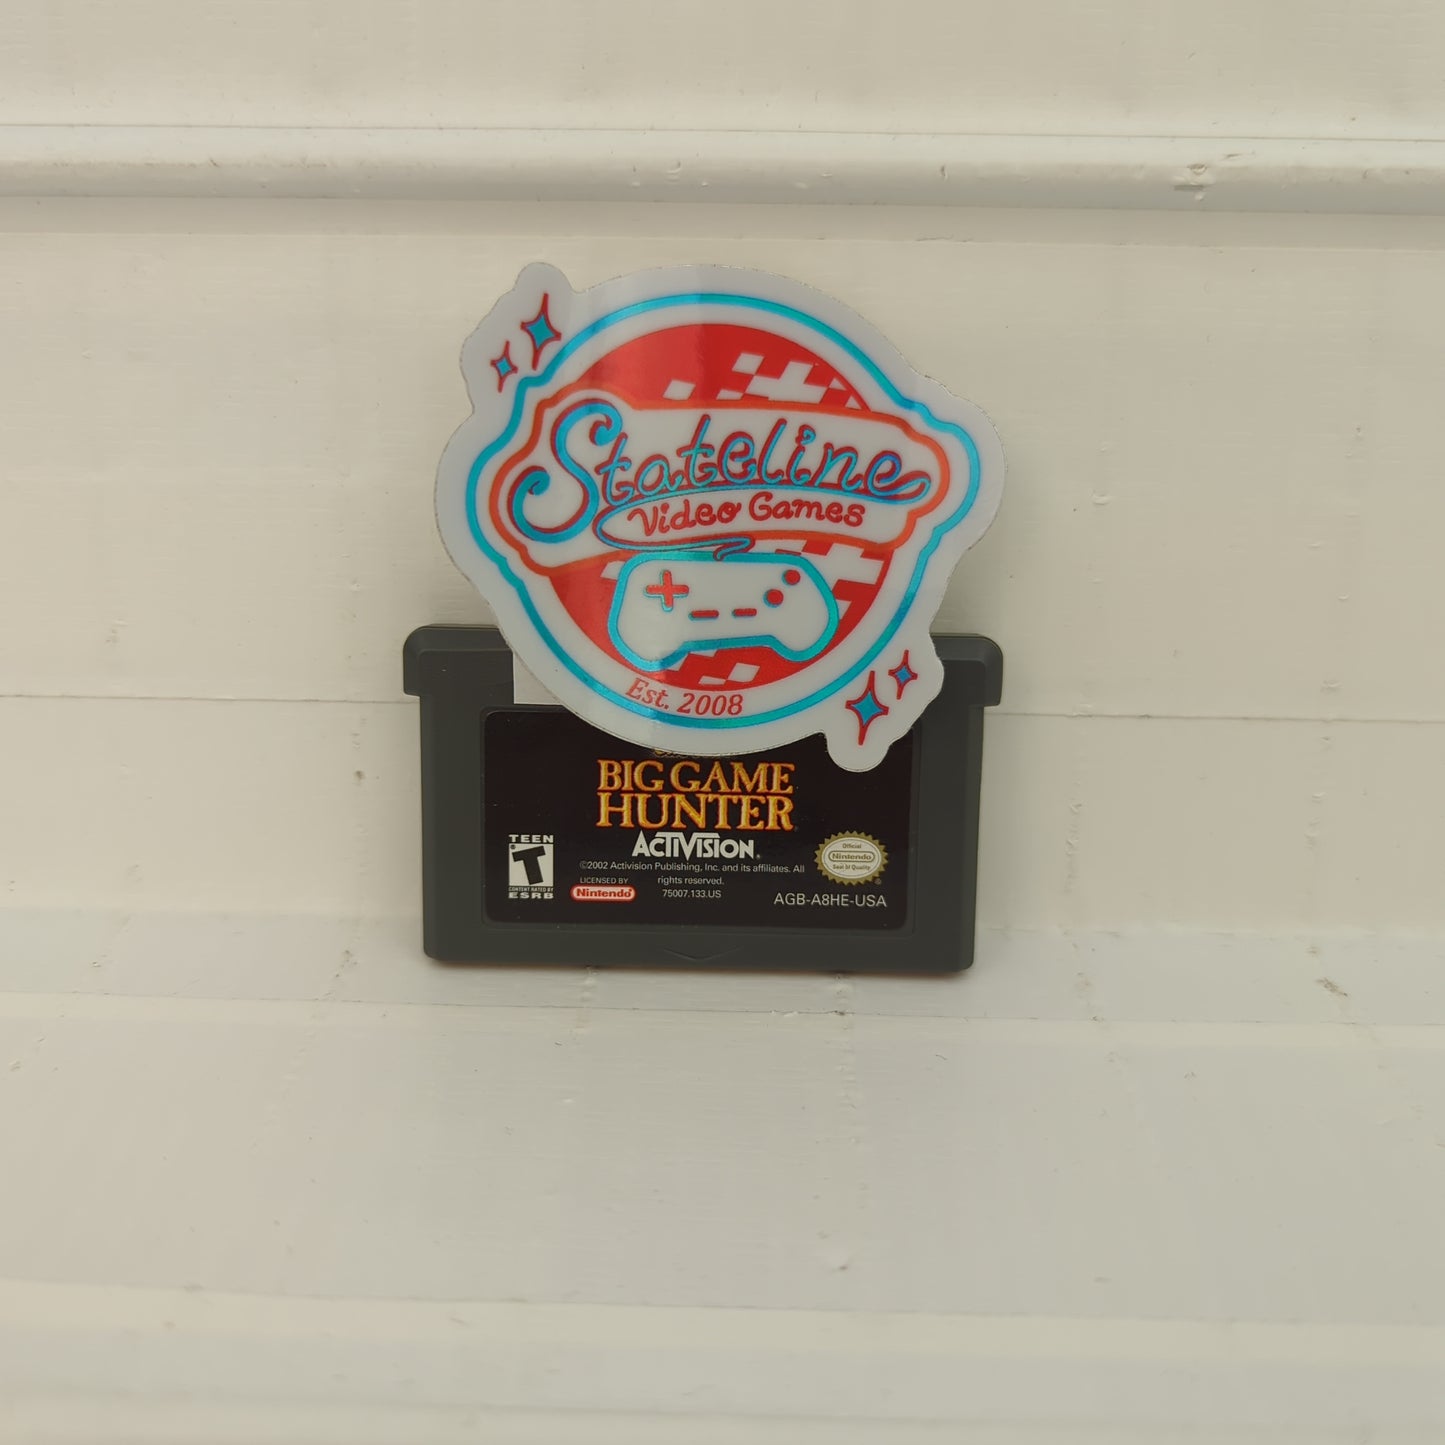 Stateline
Video Games
Est. 2008
BIG GAME
HUNTER
ACTIVISION®
TEEN
T
CONTENT RATED BY
ESRB
©2002 Activision Publishing, Inc. and its affiliates. All
rights reserved.
75007.133.US
LICENSED BY
Nintendo®
Official
Nintendo
Seal of Quality
AGB-A8HE-USA